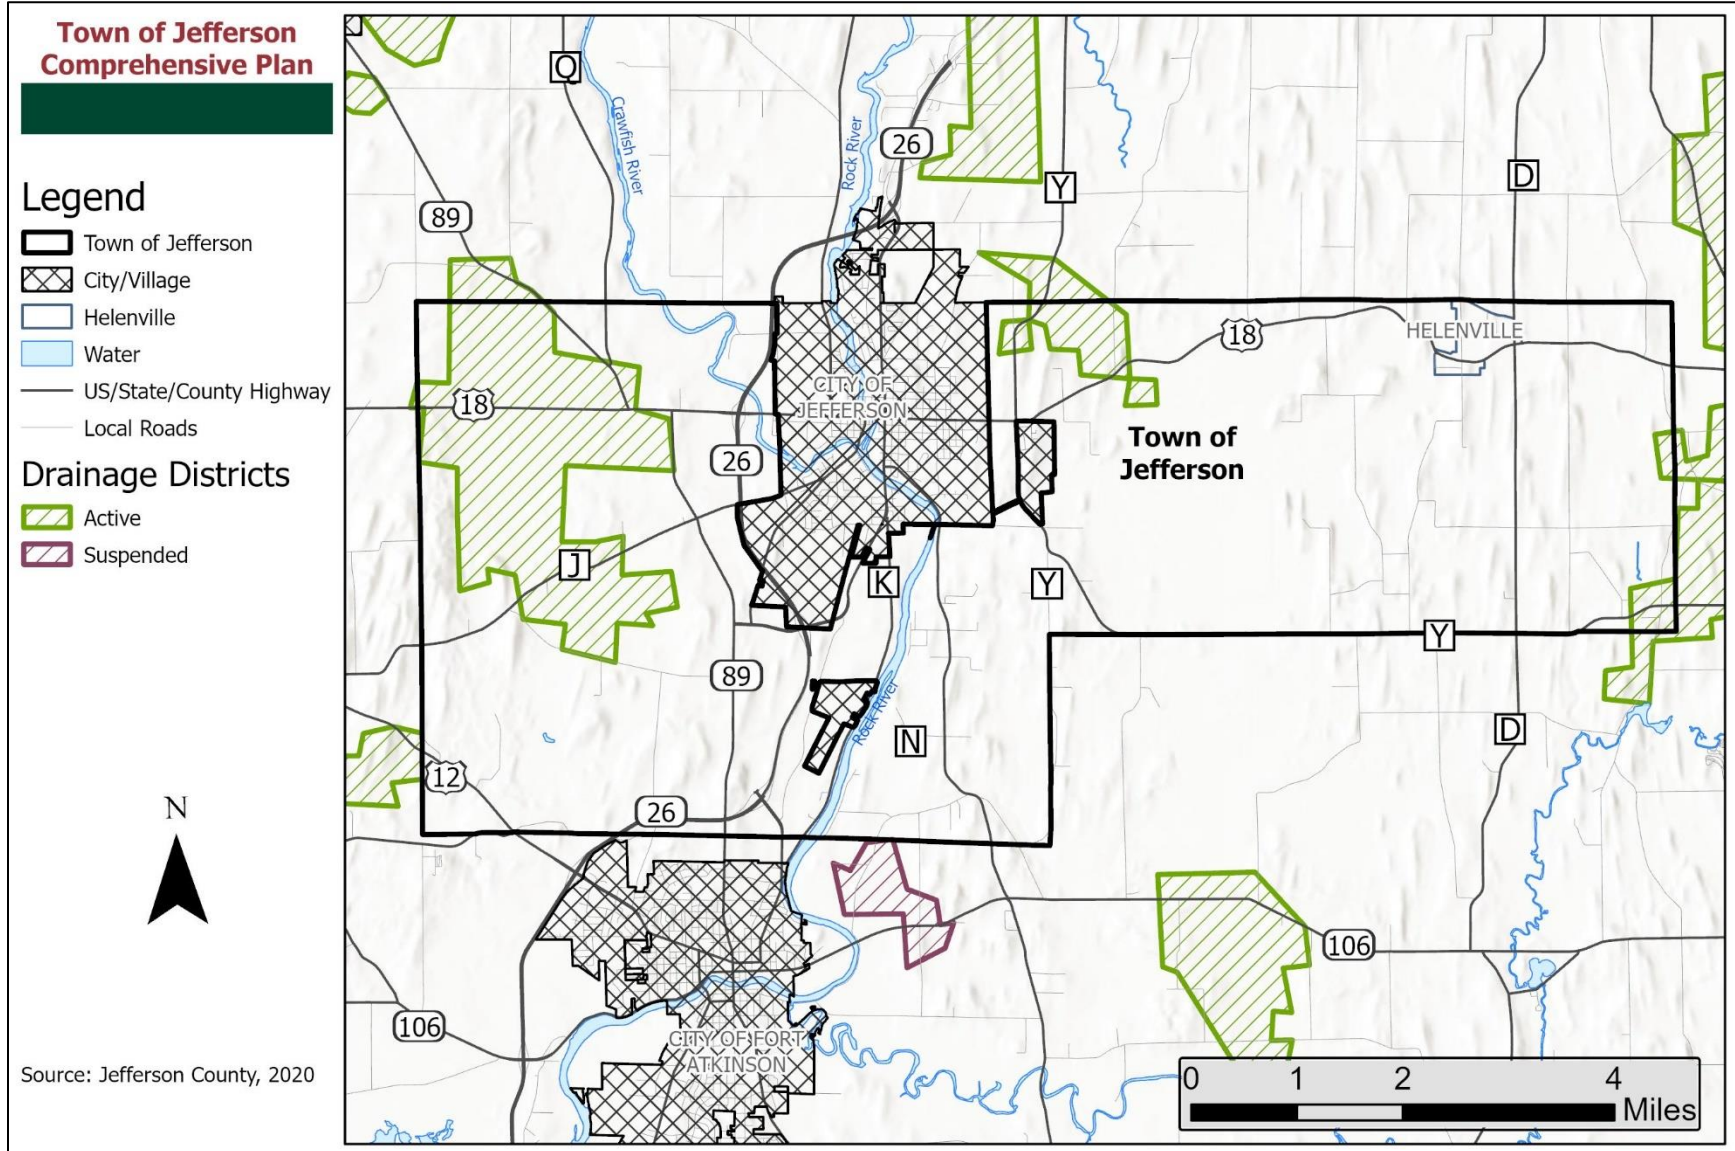 Town of Jefferson
Comprehensive Plan
Legend
Town of Jefferson
City/Village
Helenville
Water
US/State/County Highway
Local Roads
Drainage Districts
Active
Suspended
N
Source: Jefferson County, 2020
Q
Crawfish River
Rock River
26
89
Y
D
18
HELENVILLE
18
CITY OF
JEFFERSON
26
Town of
Jefferson
J
K
Y
Y
89
Rock River
N
D
12
26
106
106
CITY OF FORT
ATKINSON
0 1 2 4
Miles